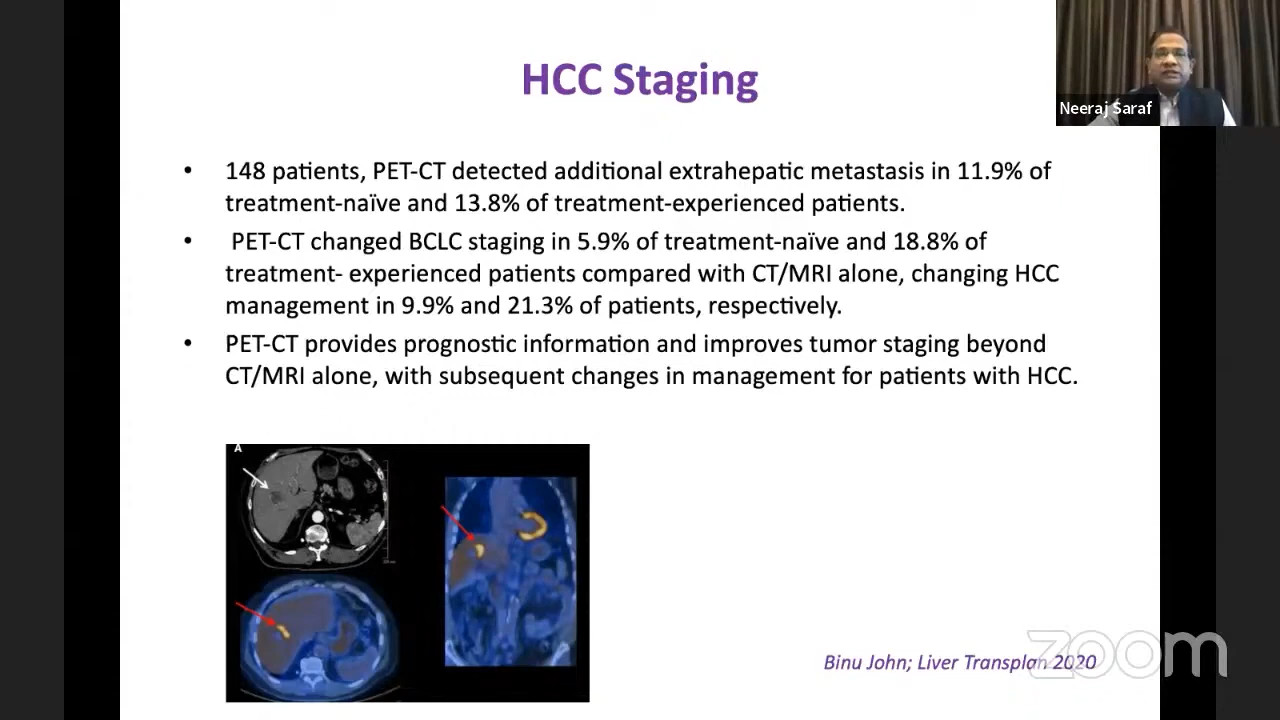 HCC Staging
Neeraj Saraf
• 148 patients, PET-CT detected additional extrahepatic metastasis in 11.9% of
treatment-naïve and 13.8% of treatment-experienced patients.
• PET-CT changed BCLC staging in 5.9% of treatment-naïve and 18.8% of
treatment- experienced patients compared with CT/MRI alone, changing HCC
management in 9.9% and 21.3% of patients, respectively.
• PET-CT provides prognostic information and improves tumor staging beyond
CT/MRI alone, with subsequent changes in management for patients with HCC.
A
Binu John; Liver Transplan 2020
zoom